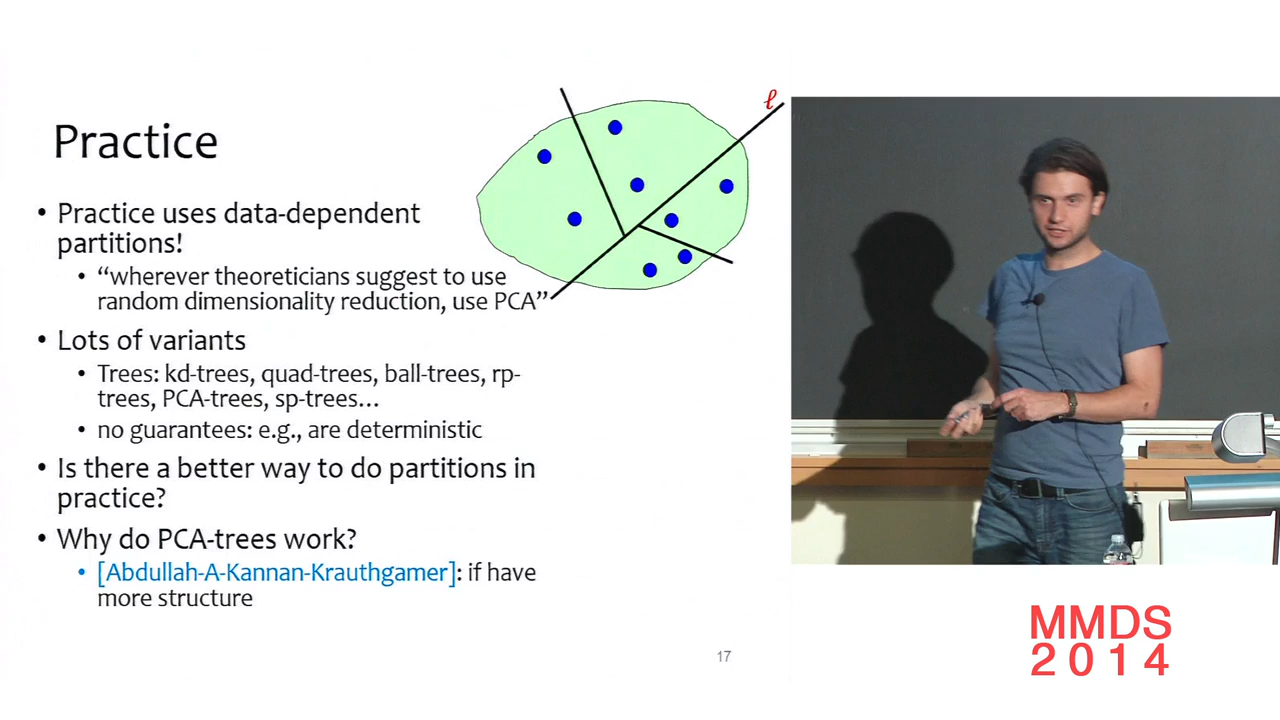 ℓ
Practice
• Practice uses data-dependent
partitions!
• “wherever theoreticians suggest to use
random dimensionality reduction, use PCA”
• Lots of variants
• Trees: kd-trees, quad-trees, ball-trees, rp-
trees, PCA-trees, sp-trees…
• no guarantees: e.g., are deterministic
• Is there a better way to do partitions in
practice?
• Why do PCA-trees work?
• [Abdullah-A-Kannan-Krauthgamer]: if have
more structure
17
MMDS
2014